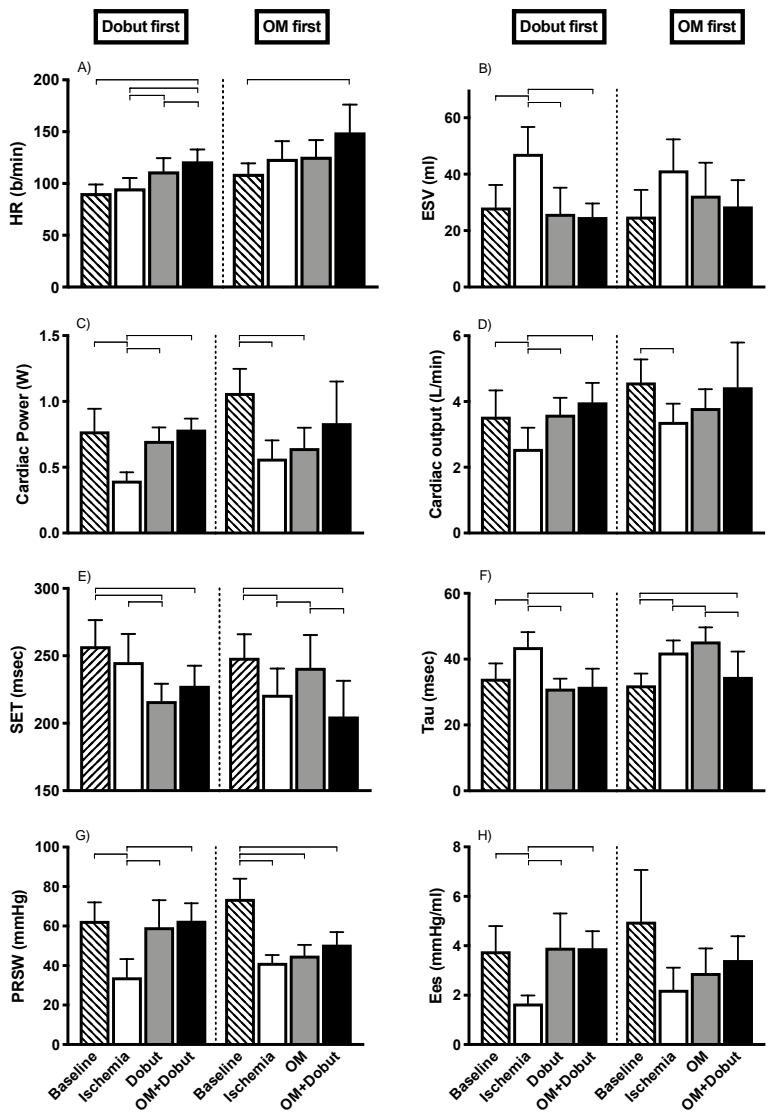 Dobut first
OM first
Dobut first
OM first
A)
HR (b/min)
200
150
100
50
0
B)
ESV (ml)
60
40
20
0
C)
Cardiac Power (W)
1.5
1.0
0.5
0.0
D)
Cardiac output (L/min)
6
4
2
0
E)
SET (msec)
300
250
200
150
F)
Tau (msec)
60
40
20
0
G)
PRSW (mmHg)
100
80
60
40
20
0
Baseline
Ischemia
Dobut
OM+Dobut
Baseline
Ischemia
OM
OM+Dobut
H)
Ees (mmHg/ml)
8
6
4
2
0
Baseline
Ischemia
Dobut
OM+Dobut
Baseline
Ischemia
OM
OM+Dobut